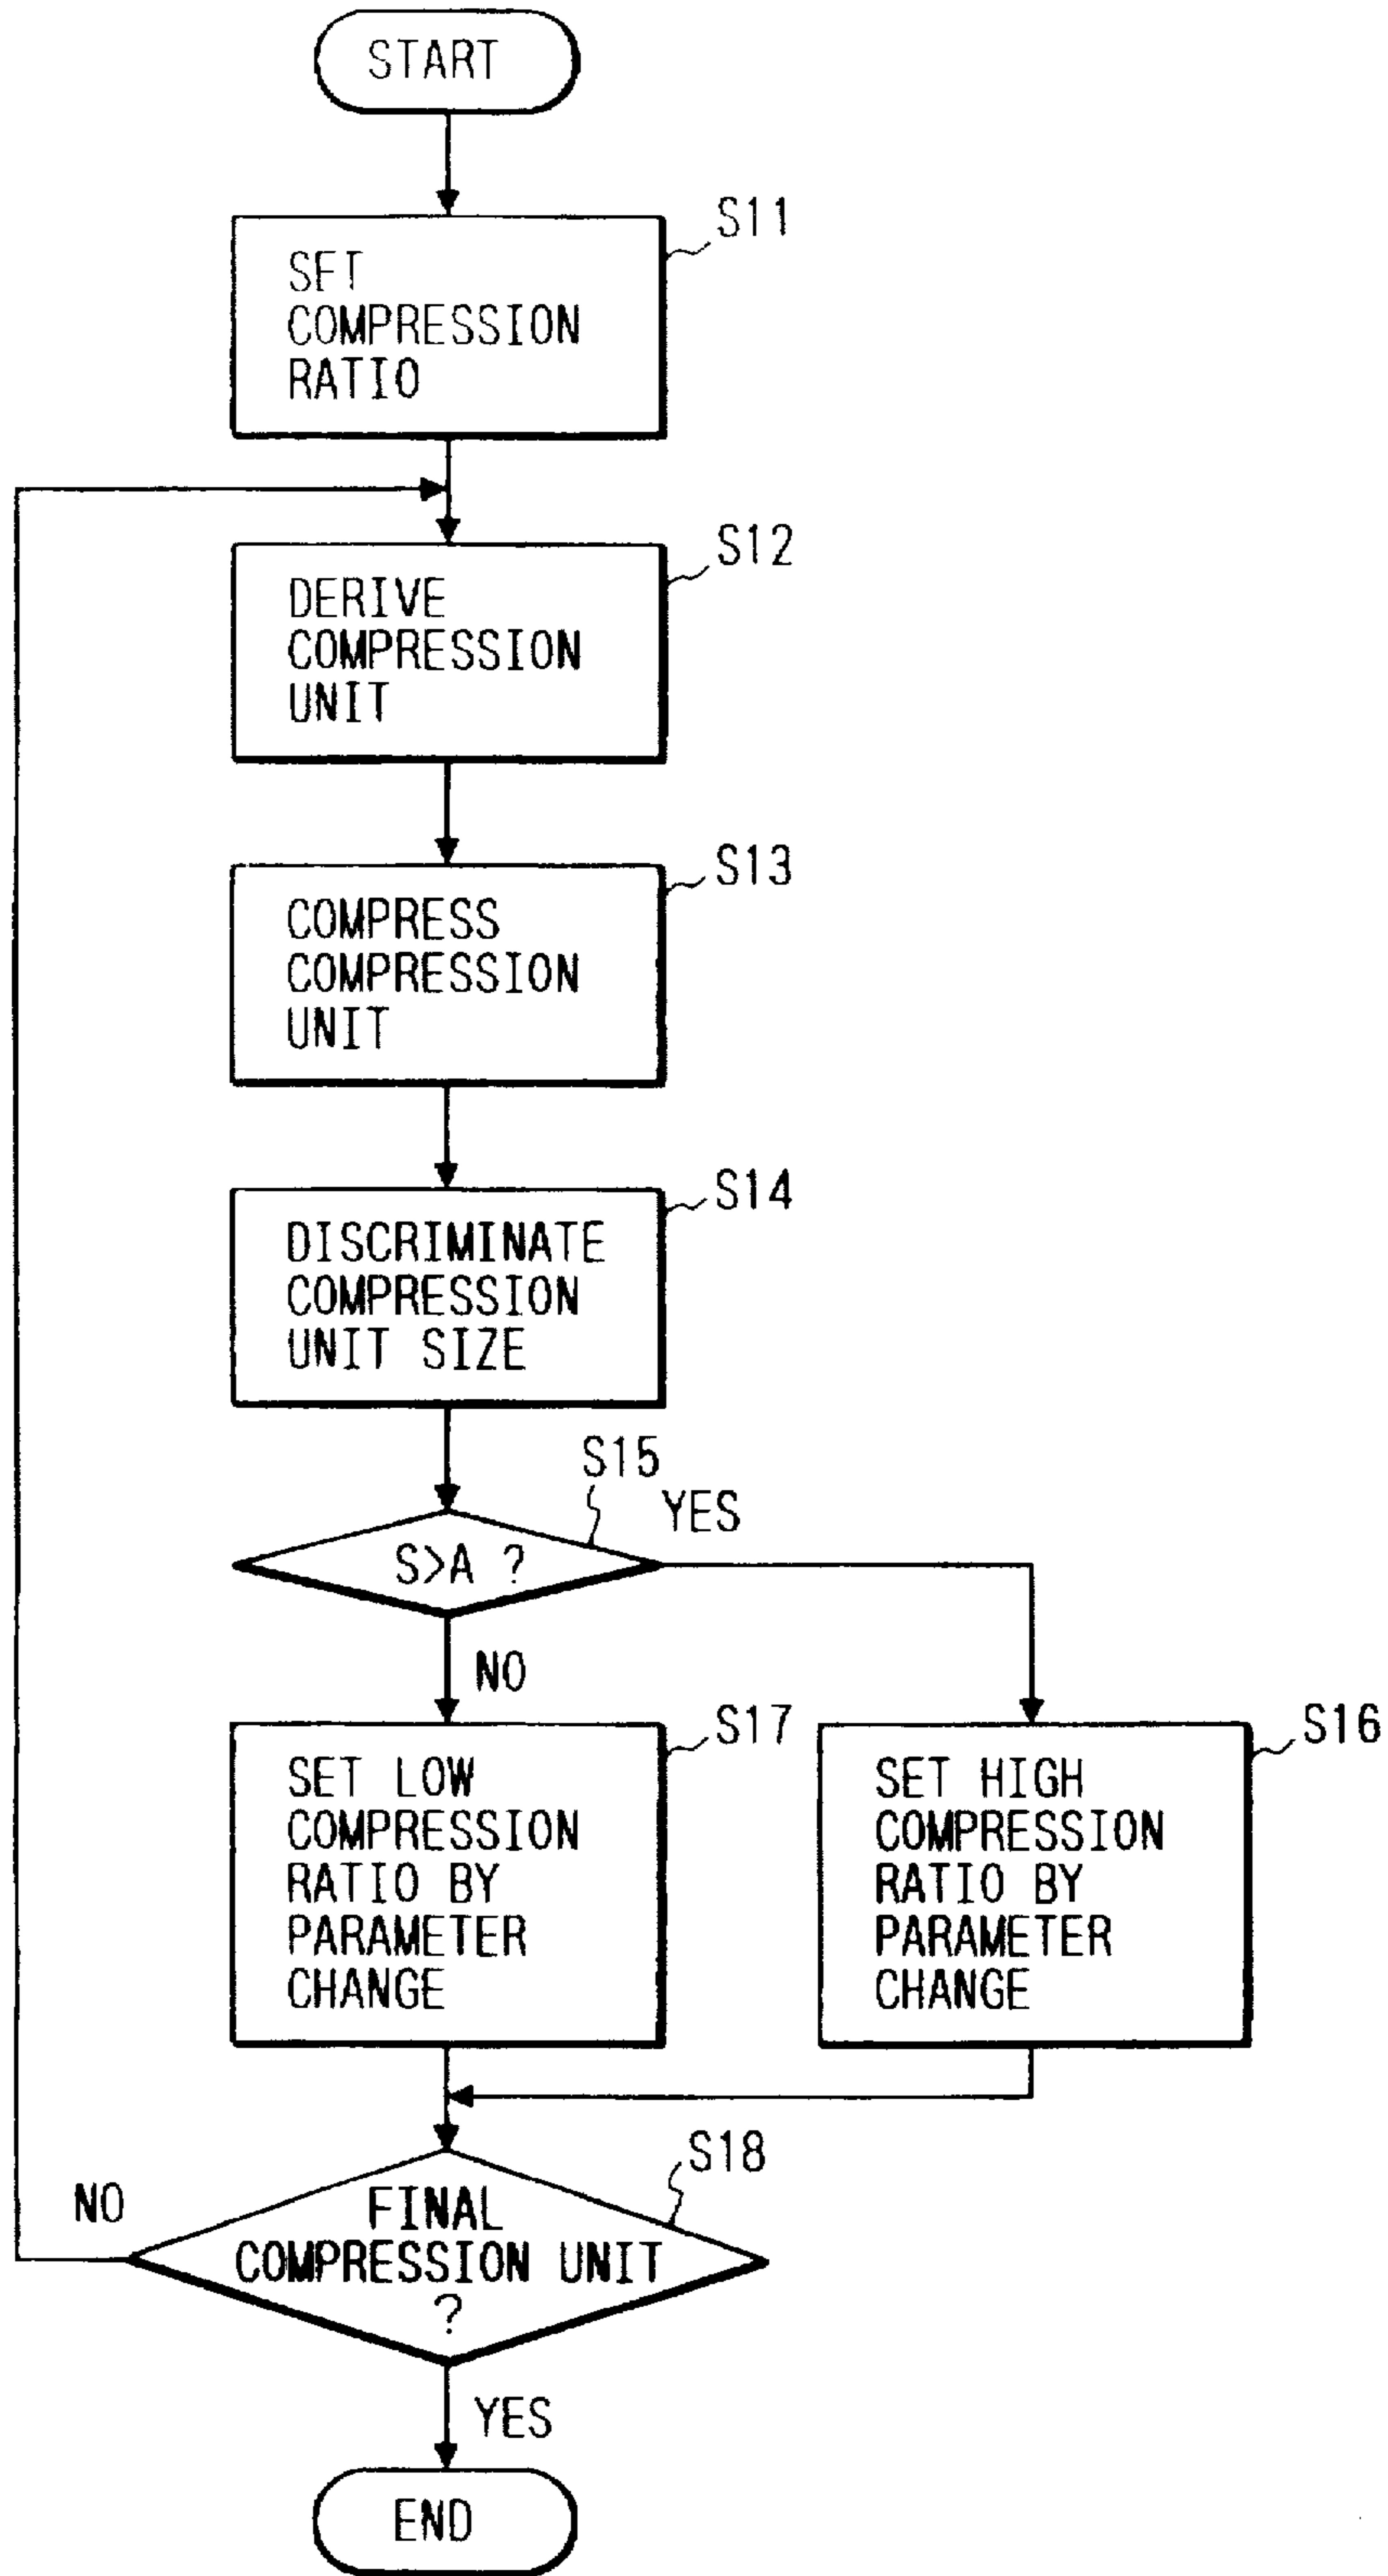 START
S11
SET
COMPRESSION
RATIO
S12
DERIVE
COMPRESSION
UNIT
S13
COMPRESS
COMPRESSION
UNIT
S14
DISCRIMINATE
COMPRESSION
UNIT SIZE
S15
YES
S>A ?
NO
S17
SET LOW
COMPRESSION
RATIO BY
PARAMETER
CHANGE
S16
SET HIGH
COMPRESSION
RATIO BY
PARAMETER
CHANGE
S18
NO
FINAL
COMPRESSION UNIT
?
YES
END